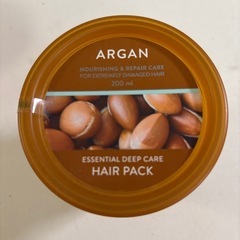 ARGAN
NOURISHING & REPAIR CARE
FOR EXTREMELY DAMAGED HAIR
200 ml
ESSENTIAL DEEP CARE
HAIR PACK